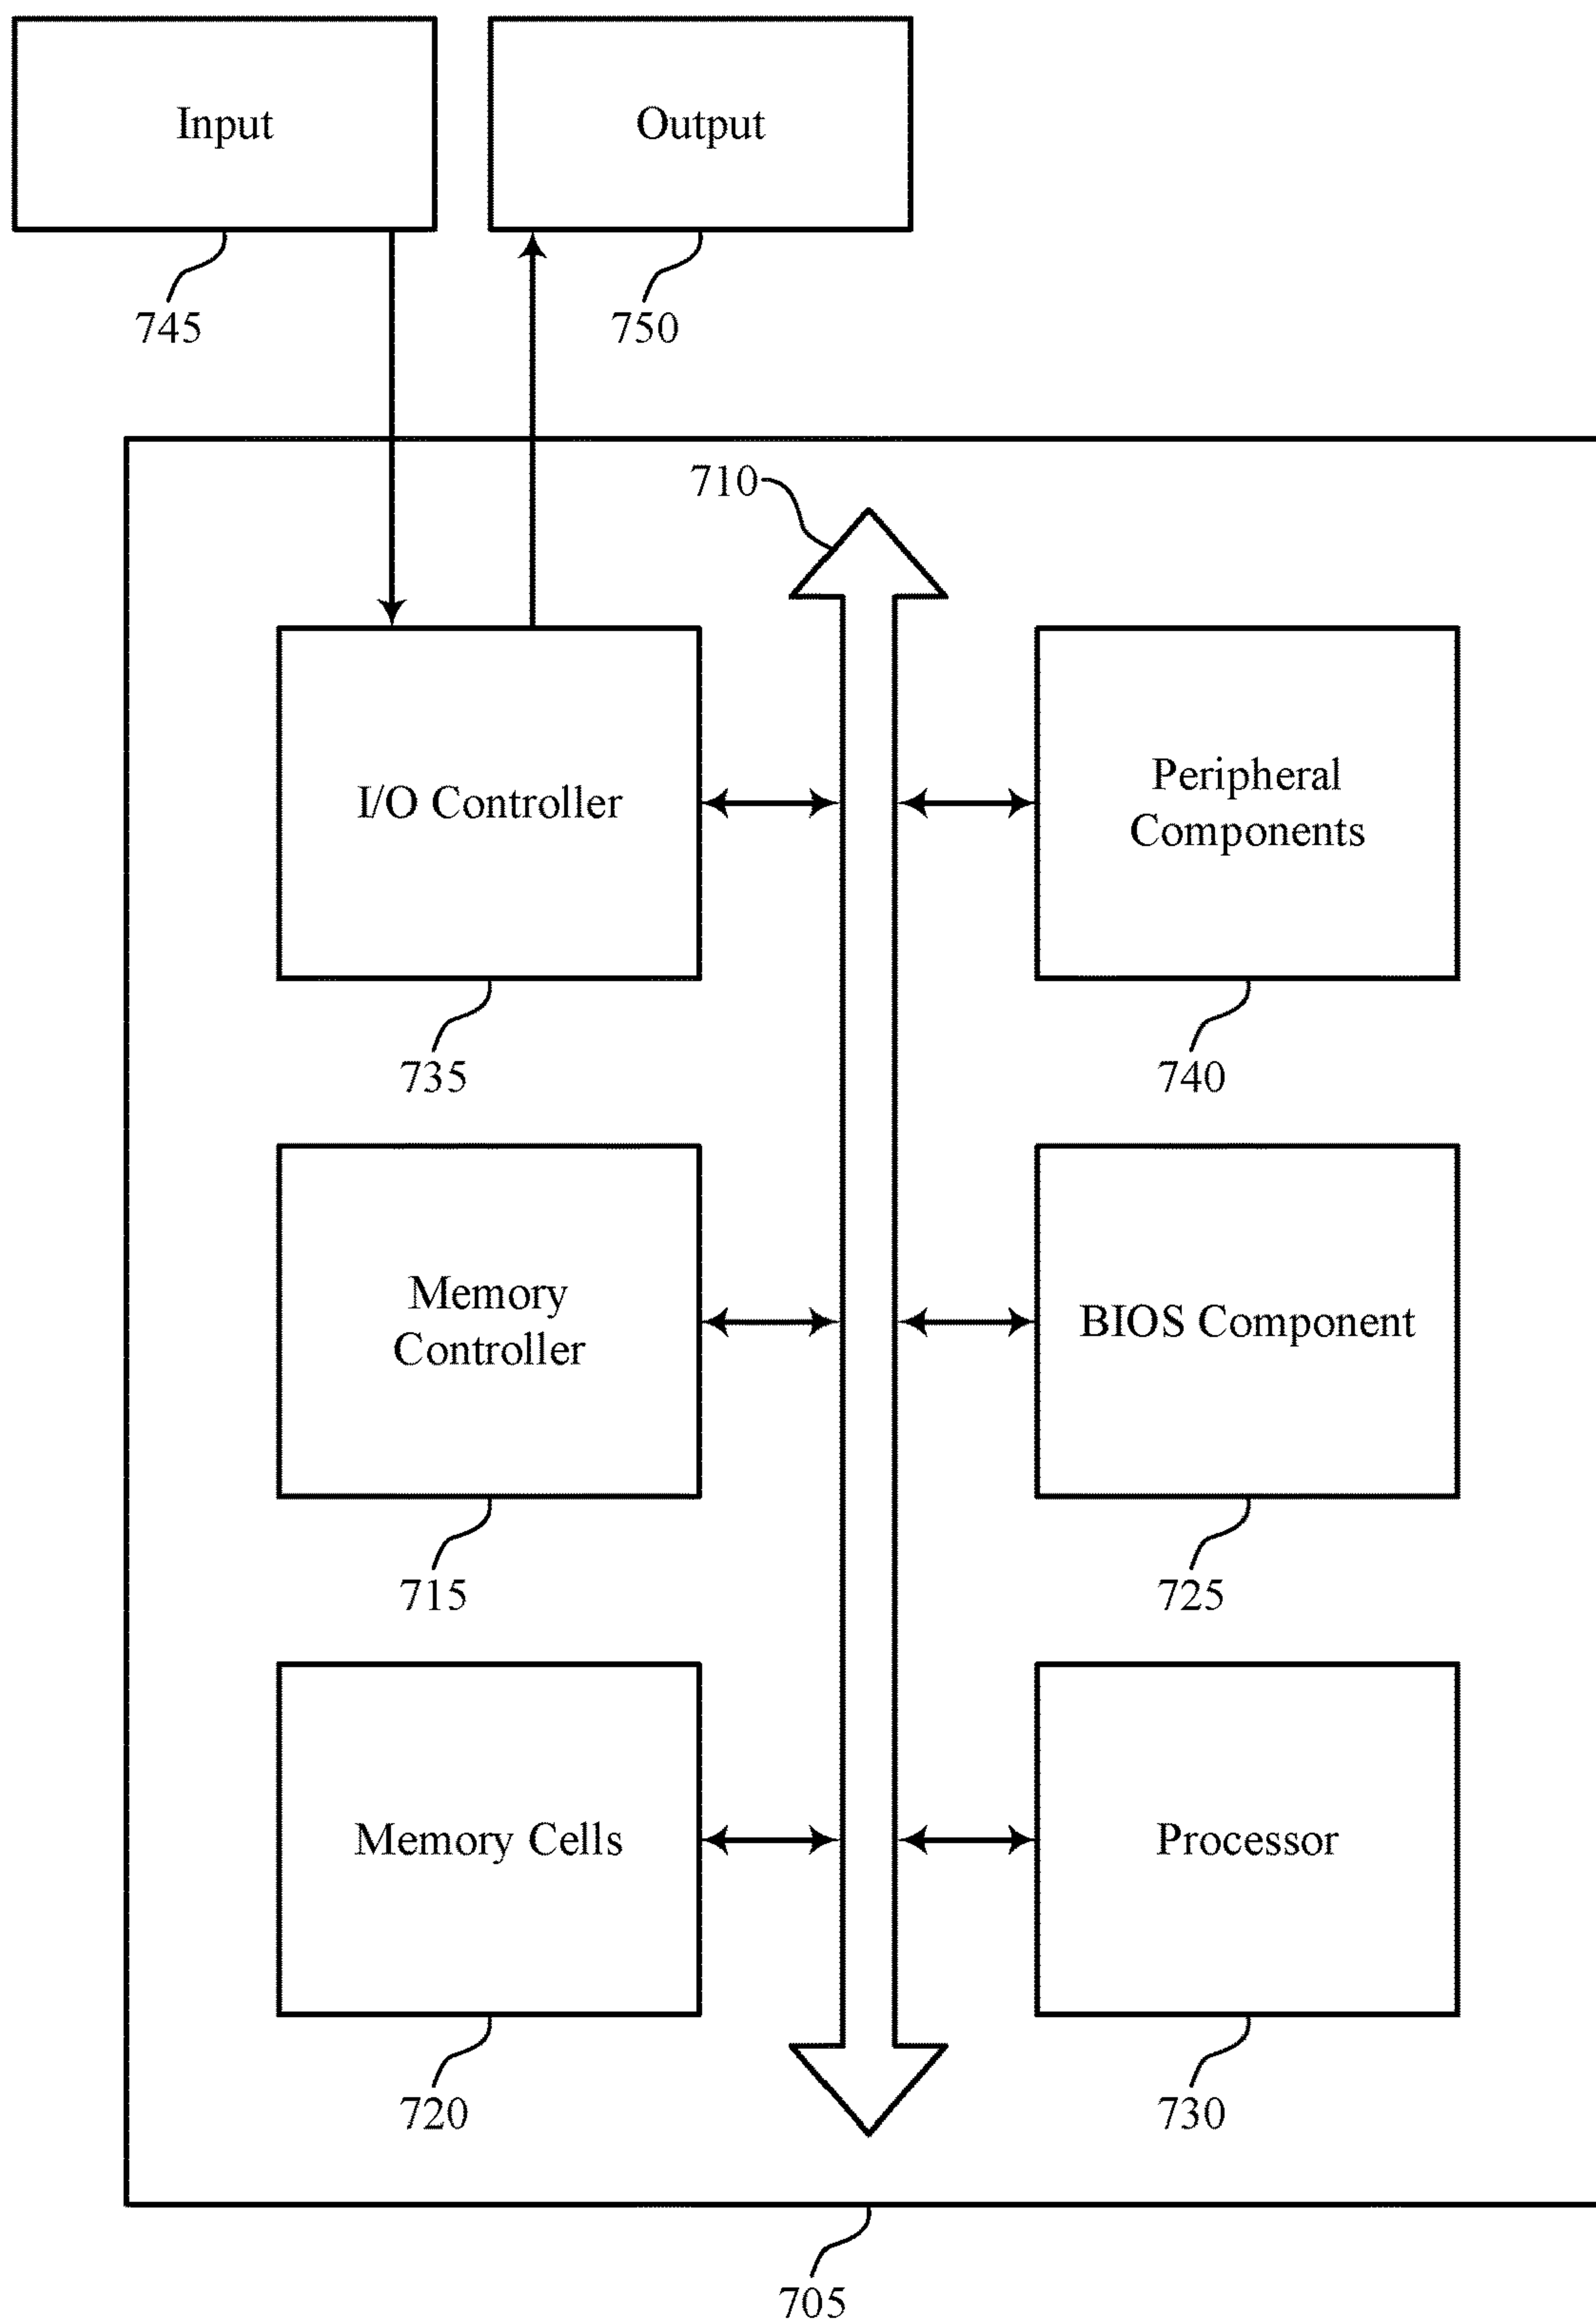 Input
Output
745
750
710
I/O Controller
Peripheral
Components
735
740
Memory
Controller
BIOS Component
715
725
Memory Cells
Processor
720
730
705